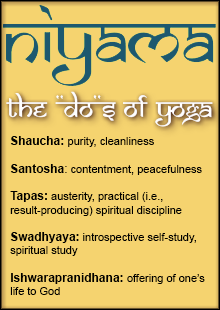 niyama
the "do"s of yoga
Shaucha: purity, cleanliness
Santosha: contentment, peacefulness
Tapas: austerity, practical (i.e.,
result-producing) spiritual discipline
Swadhyaya: introspective self-study,
spiritual study
Ishwarapranidhana: offering of one's
life to God